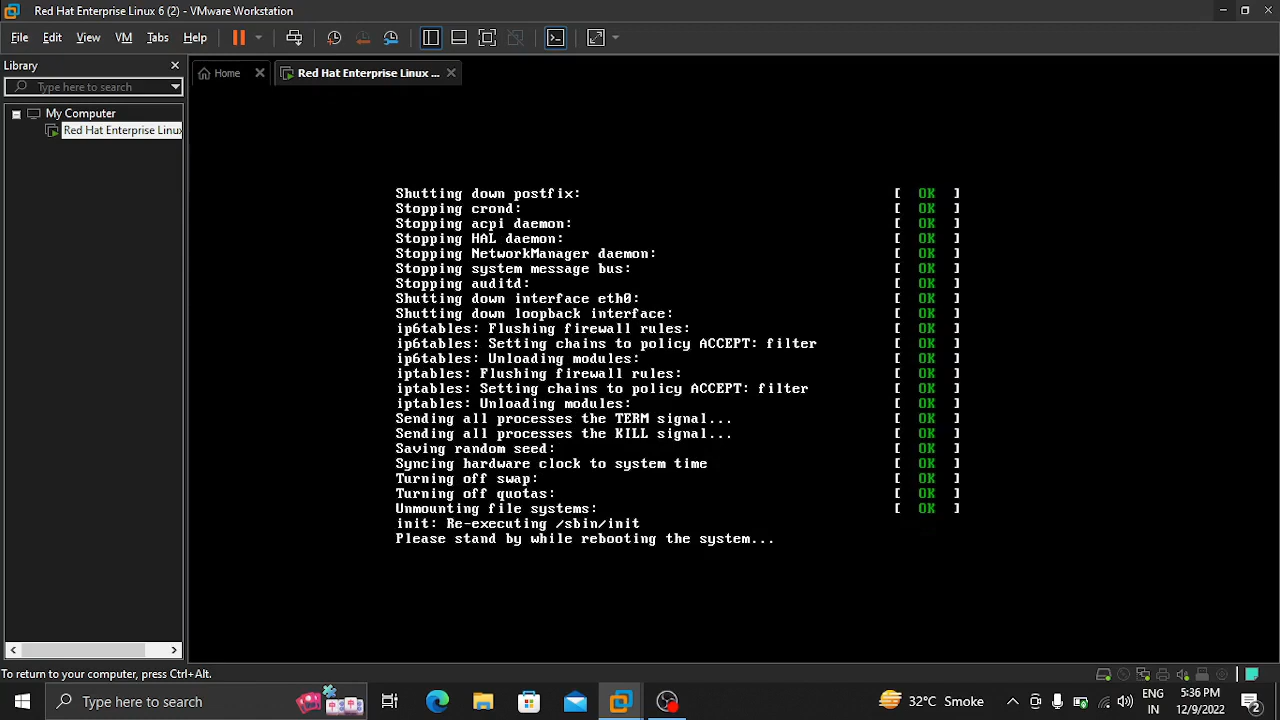 Red Hat Enterprise Linux 6 (2) - VMware Workstation
File Edit View VM Tabs Help
Library
Type here to search
My Computer
Red Hat Enterprise Linux
Home
Red Hat Enterprise Linux ...
Shutting down postfix: [ OK ]
Stopping crond: [ OK ]
Stopping acpi daemon: [ OK ]
Stopping HAL daemon: [ OK ]
Stopping NetworkManager daemon: [ OK ]
Stopping system message bus: [ OK ]
Stopping auditd: [ OK ]
Shutting down interface eth0: [ OK ]
Shutting down loopback interface: [ OK ]
ip6tables: Flushing firewall rules: [ OK ]
ip6tables: Setting chains to policy ACCEPT: filter [ OK ]
ip6tables: Unloading modules: [ OK ]
iptables: Flushing firewall rules: [ OK ]
iptables: Setting chains to policy ACCEPT: filter [ OK ]
iptables: Unloading modules: [ OK ]
Sending all processes the TERM signal... [ OK ]
Sending all processes the KILL signal... [ OK ]
Saving random seed: [ OK ]
Syncing hardware clock to system time [ OK ]
Turning off swap: [ OK ]
Turning off quotas: [ OK ]
Unmounting file systems: [ OK ]
init: Re-executing /sbin/init
Please stand by while rebooting the system...
To return to your computer, press Ctrl+Alt.
Type here to search
32°C Smoke
ENG
IN
5:36 PM
12/9/2022
2